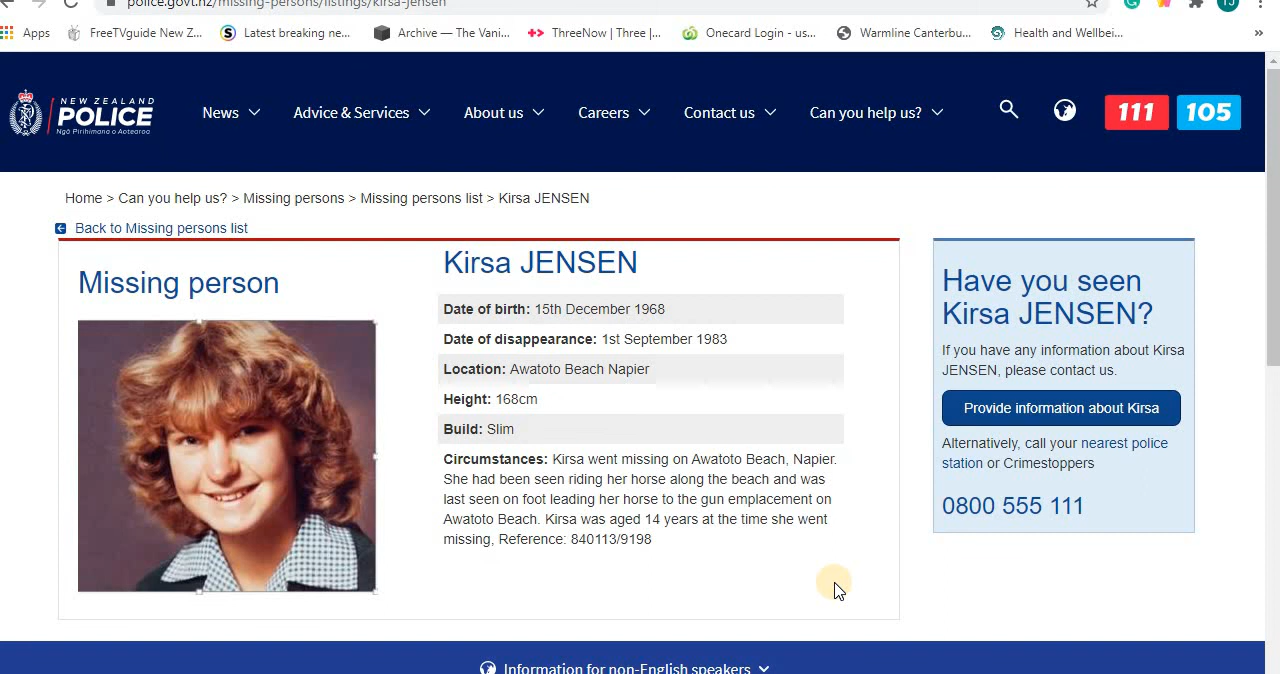 police.govt.nz/missing-persons/listings/kirsa-jensen
Apps FreeTVguide New Z... Latest breaking ne... Archive — The Vani... ThreeNow | Three |... Onecard Login - us... Warmline Canterbu... Health and Wellbei... »
NEW ZEALAND
POLICE
Ngā Pirihimana o Aotearoa
News Advice & Services About us Careers Contact us Can you help us? 111 105
Home > Can you help us? > Missing persons > Missing persons list > Kirsa JENSEN
Back to Missing persons list
Missing person
Kirsa JENSEN
Date of birth: 15th December 1968
Date of disappearance: 1st September 1983
Location: Awatoto Beach Napier
Height: 168cm
Build: Slim
Circumstances: Kirsa went missing on Awatoto Beach, Napier.
She had been seen riding her horse along the beach and was
last seen on foot leading her horse to the gun emplacement on
Awatoto Beach. Kirsa was aged 14 years at the time she went
missing, Reference: 840113/9198
Have you seen
Kirsa JENSEN?
If you have any information about Kirsa
JENSEN, please contact us.
Provide information about Kirsa
Alternatively, call your nearest police
station or Crimestoppers
0800 555 111
Information for non-English speakers